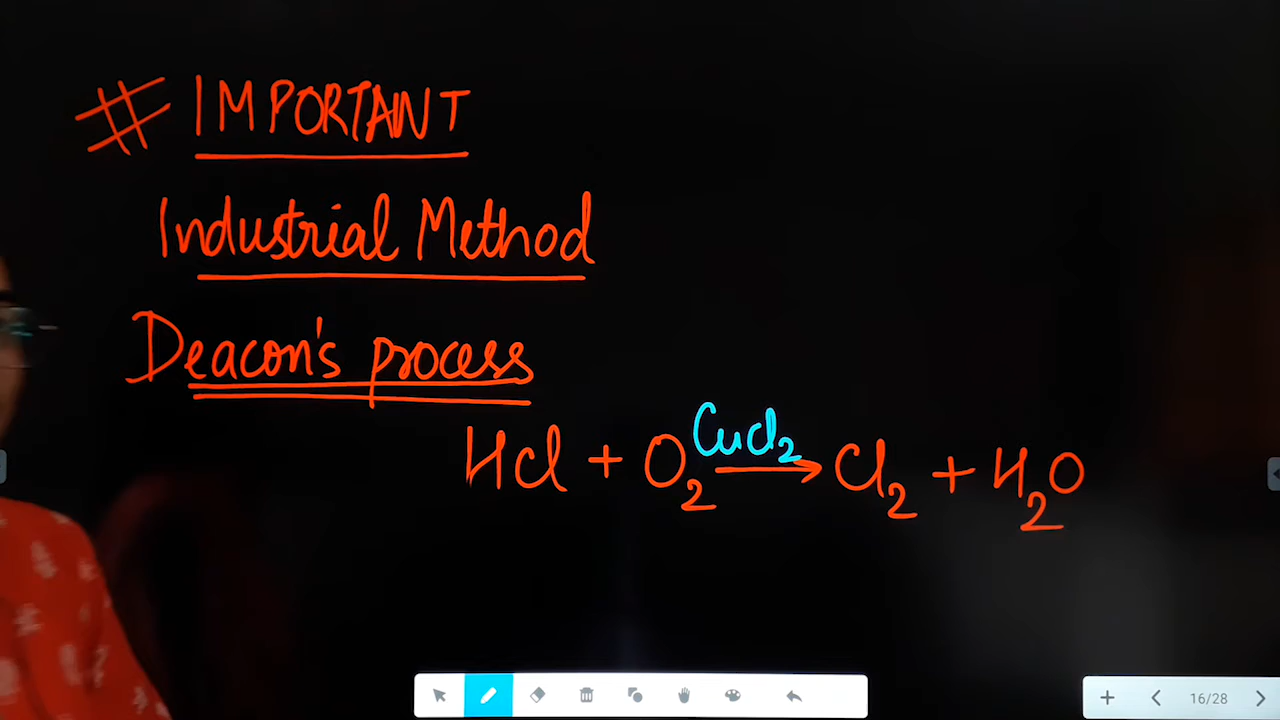 # IMPORTANT
Industrial Method
Deacon's process
HCl + O₂ CuCl₂ → Cl₂ + H₂O
16/28